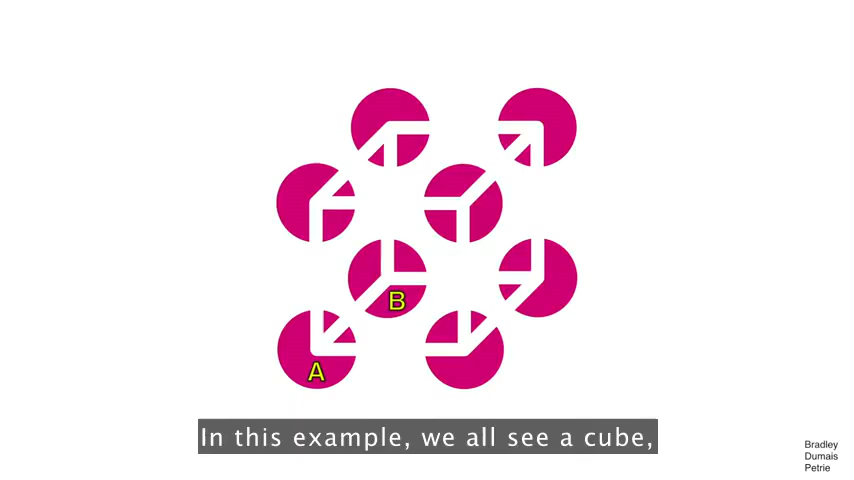 B
A
In this example, we all see a cube,
Bradley
Dumais
Petrie